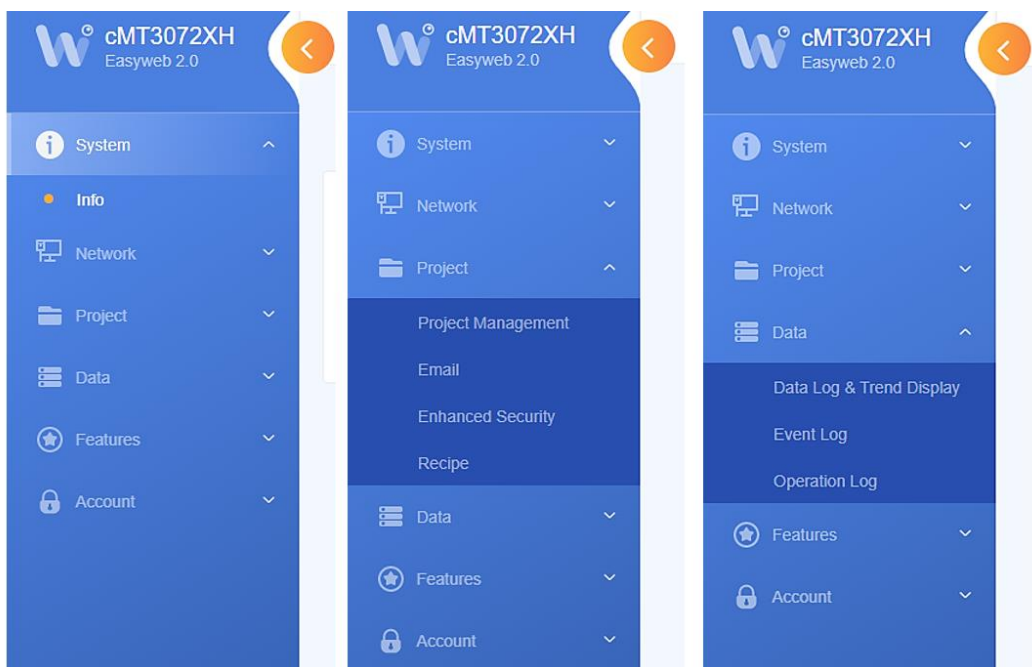 cMT3072XH
Easyweb 2.0
System
Info
Network
Project
Data
Features
Account
cMT3072XH
Easyweb 2.0
System
Network
Project
Project Management
Email
Enhanced Security
Recipe
Data
Features
Account
cMT3072XH
Easyweb 2.0
System
Network
Project
Data
Data Log & Trend Display
Event Log
Operation Log
Features
Account